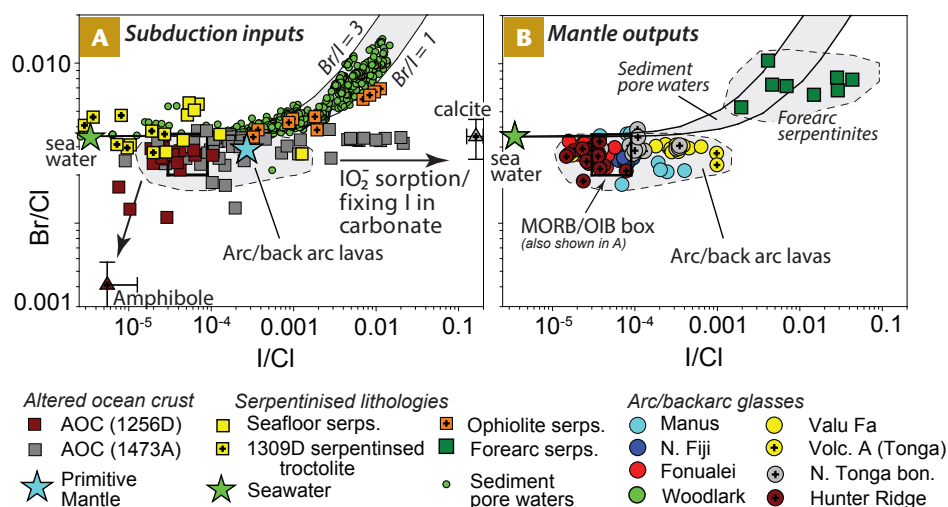 A Subduction inputs
Br/I = 3
Br/I = 1
0.010
0.001
Br/Cl
sea
water
calcite
IO₂⁻ sorption/
fixing I in
carbonate
Arc/back arc lavas
Amphibole
10⁻⁵ 10⁻⁴ 0.001 0.01 0.1
I/Cl
B Mantle outputs
Sediment
pore waters
Forearc
serpentinites
sea
water
MORB/OIB box
(also shown in A)
Arc/back arc lavas
10⁻⁵ 10⁻⁴ 0.001 0.01 0.1
I/Cl
Altered ocean crust
AOC (1256D)
AOC (1473A)
Primitive
Mantle
Serpentinised lithologies
Seafloor serps.
1309D serpentinsed
troctolite
Seawater
Ophiolite serps.
Forearc serps.
Sediment
pore waters
Arc/backarc glasses
Manus
N. Fiji
Fonualei
Woodlark
Valu Fa
Volc. A (Tonga)
N. Tonga bon.
Hunter Ridge